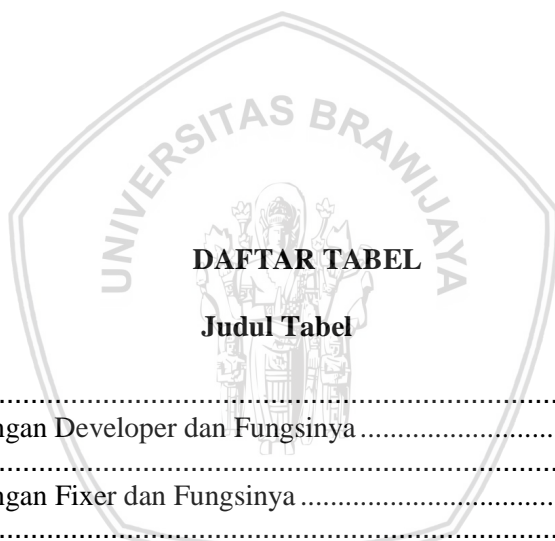 UNIVERSITAS BRAWIJAYA
DAFTAR TABEL
Judul Tabel
...........................................................................
ngan Developer dan Fungsinya ............................
...........................................................................
ngan Fixer dan Fungsinya ....................................
...........................................................................